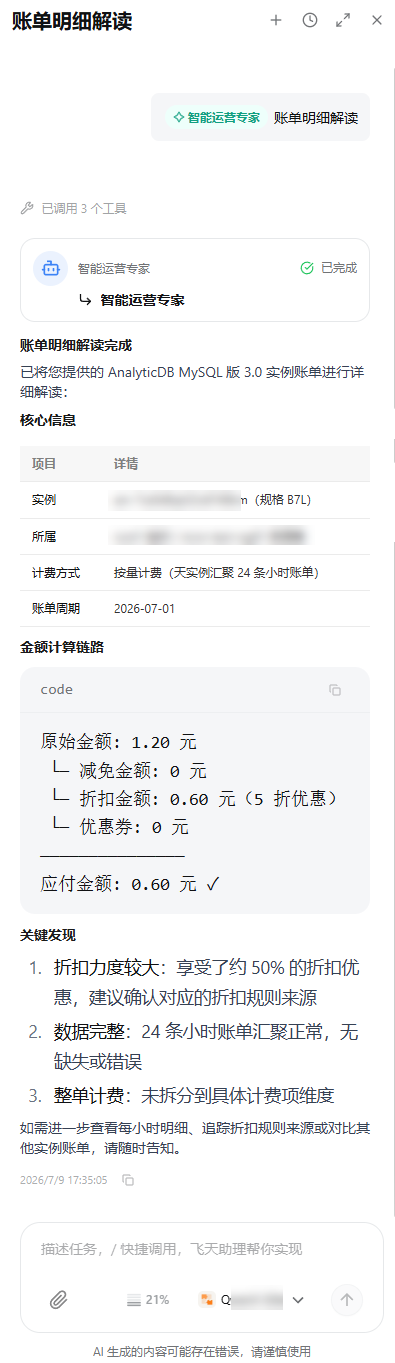 账单明细解读
智能运营专家 账单明细解读
已调用 3 个工具
智能运营专家 已完成
智能运营专家
账单明细解读完成
已将您提供的 AnalyticDB MySQL 版 3.0 实例账单进行详
细解读：
核心信息
项目 详情
实例 m（规格 B7L）
所属
计费方式 按量计费（天实例汇聚 24 条小时账单）
账单周期 2026-07-01
金额计算链路
code
原始金额: 1.20 元
└─ 减免金额: 0 元
└─ 折扣金额: 0.60 元（5 折优惠）
└─ 优惠券: 0 元
───────────────
应付金额: 0.60 元 ✓
关键发现
1. 折扣力度较大：享受了约 50% 的折扣优
惠，建议确认对应的折扣规则来源
2. 数据完整：24 条小时账单汇聚正常，无
缺失或错误
3. 整单计费：未拆分到具体计费项维度
如需进一步查看每小时明细、追踪折扣规则来源或对比其
他实例账单，请随时告知。
2026/7/9 17:35:05
描述任务，/ 快捷调用，飞天助理帮你实现
21%
AI 生成的内容可能存在错误，请谨慎使用